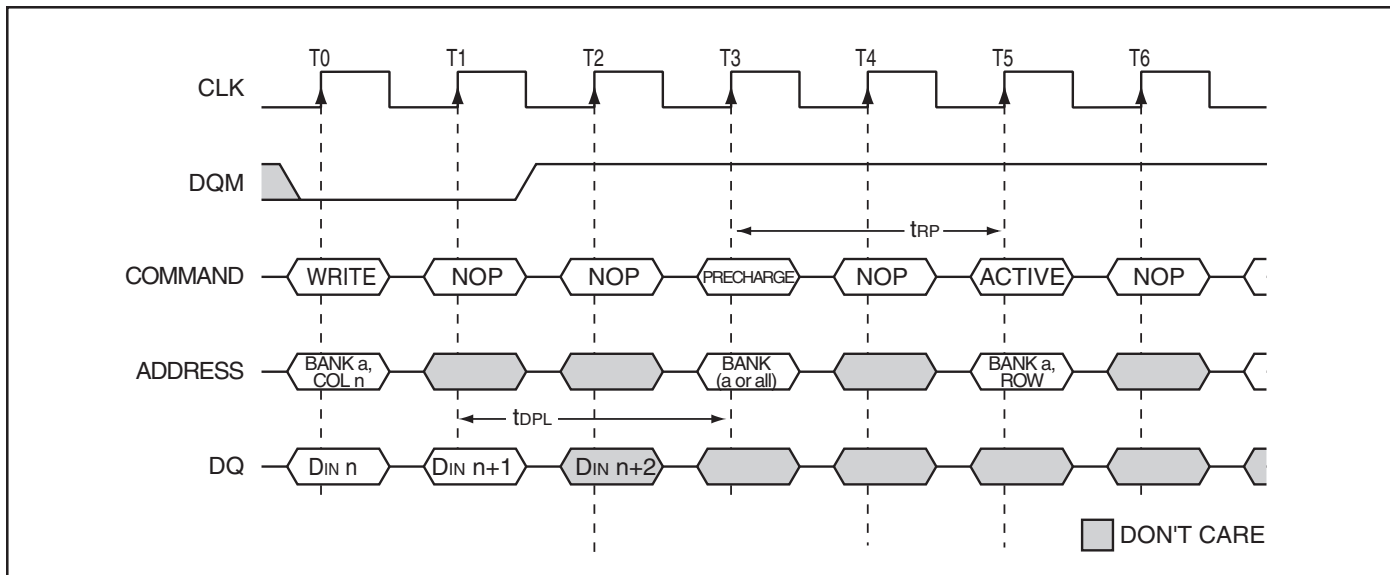 T0 T1 T2 T3 T4 T5 T6
CLK
DQM
tRP
COMMAND WRITE NOP NOP PRECHARGE NOP ACTIVE NOP
ADDRESS BANK a, COL n BANK (a or all) BANK a, ROW
tDPL
DQ DIN n DIN n+1 DIN n+2
DON'T CARE